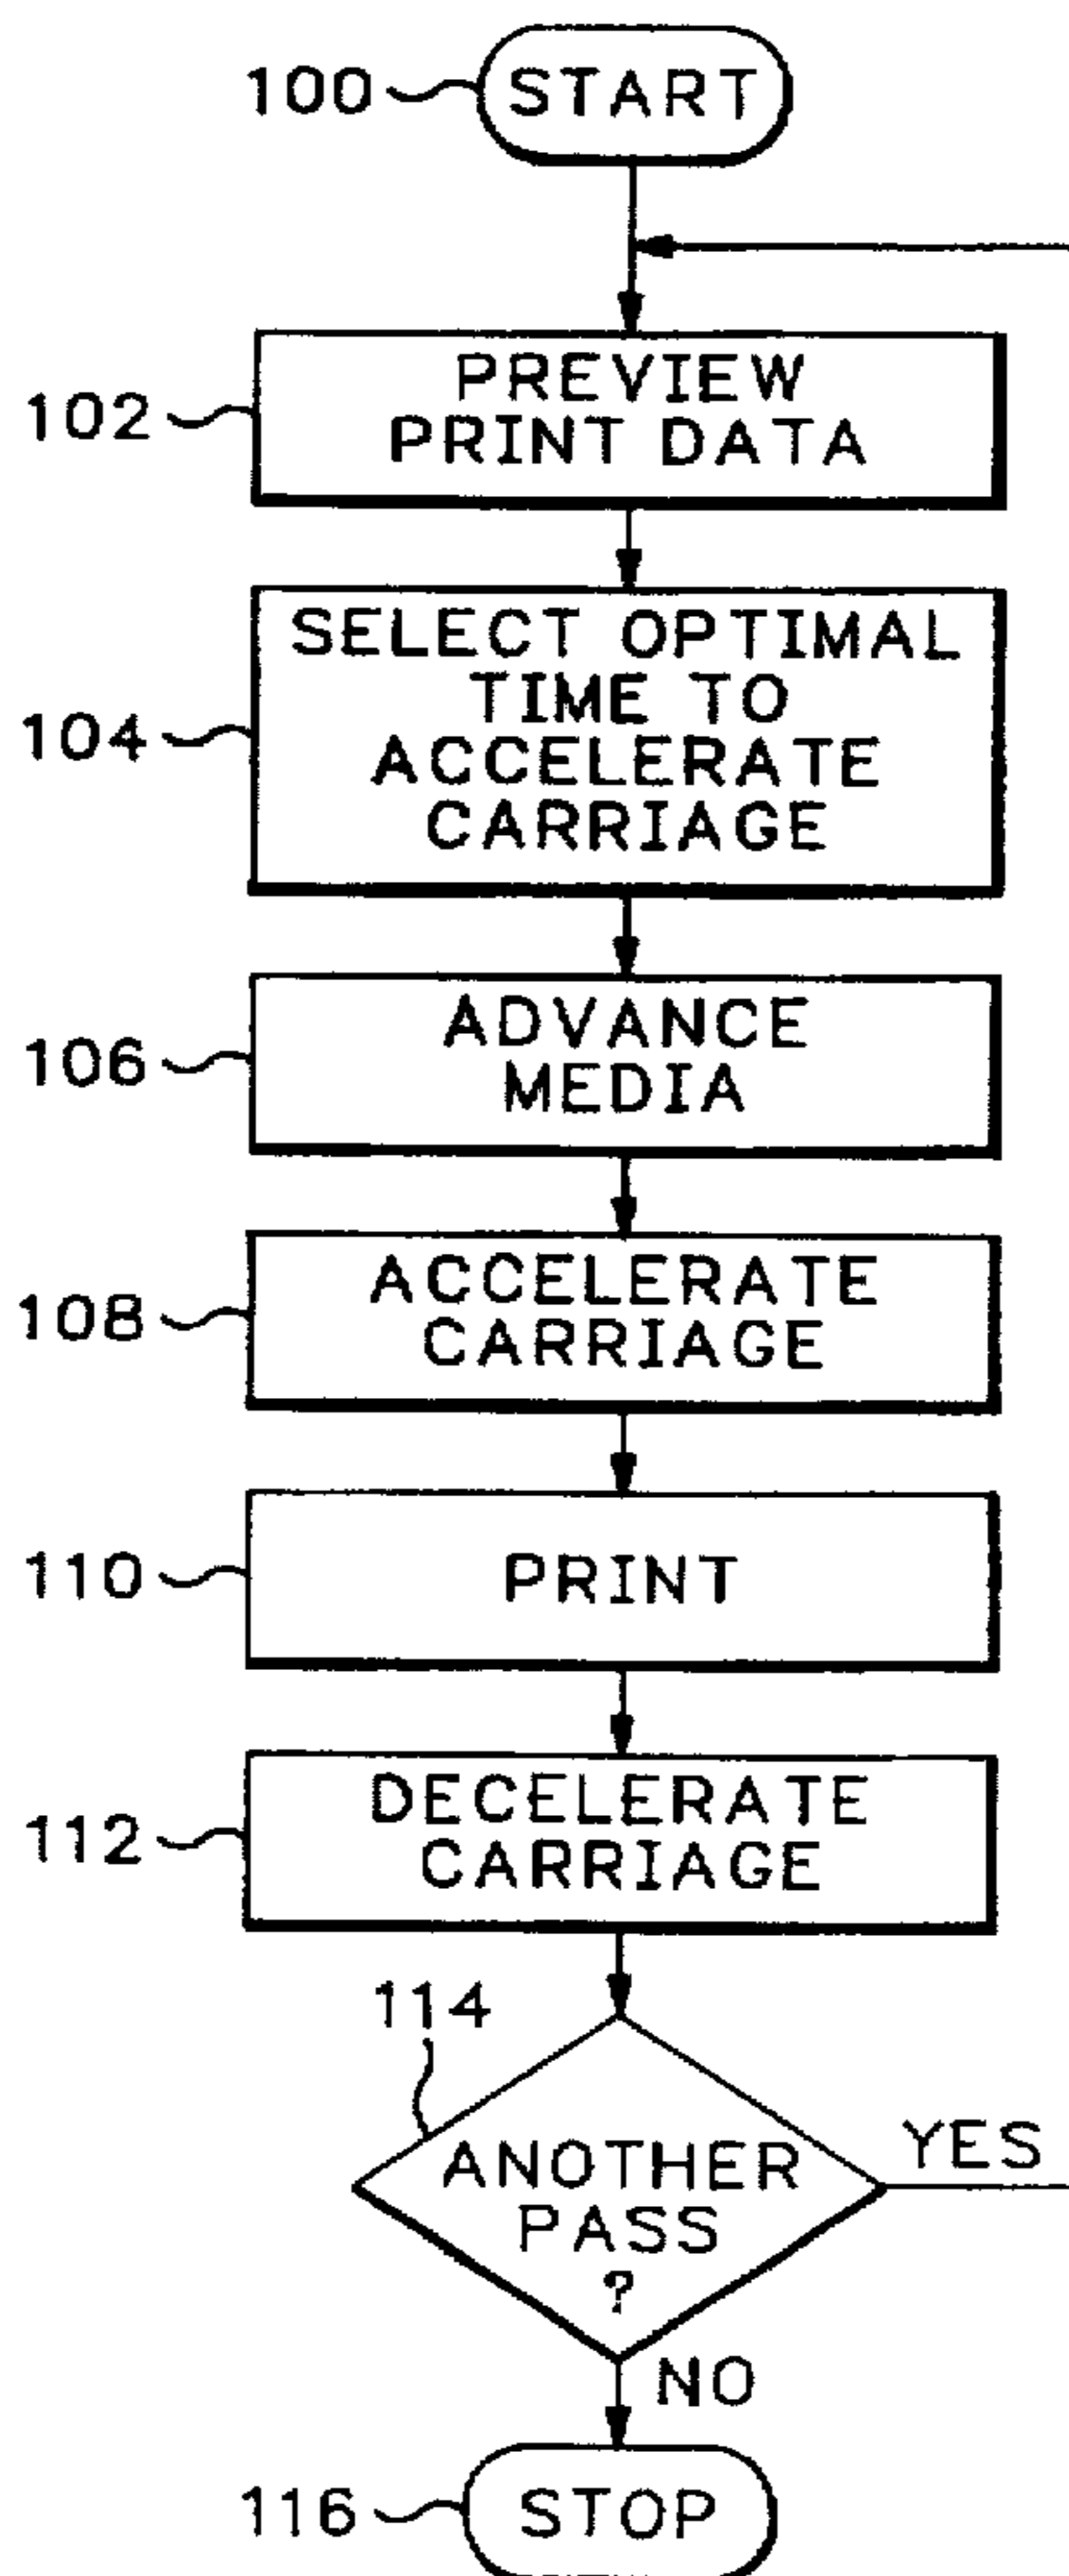 100 START
102 PREVIEW
PRINT DATA
104 SELECT OPTIMAL
TIME TO
ACCELERATE
CARRIAGE
106 ADVANCE
MEDIA
108 ACCELERATE
CARRIAGE
110 PRINT
112 DECELERATE
CARRIAGE
114
ANOTHER
PASS
?
YES
NO
116 STOP